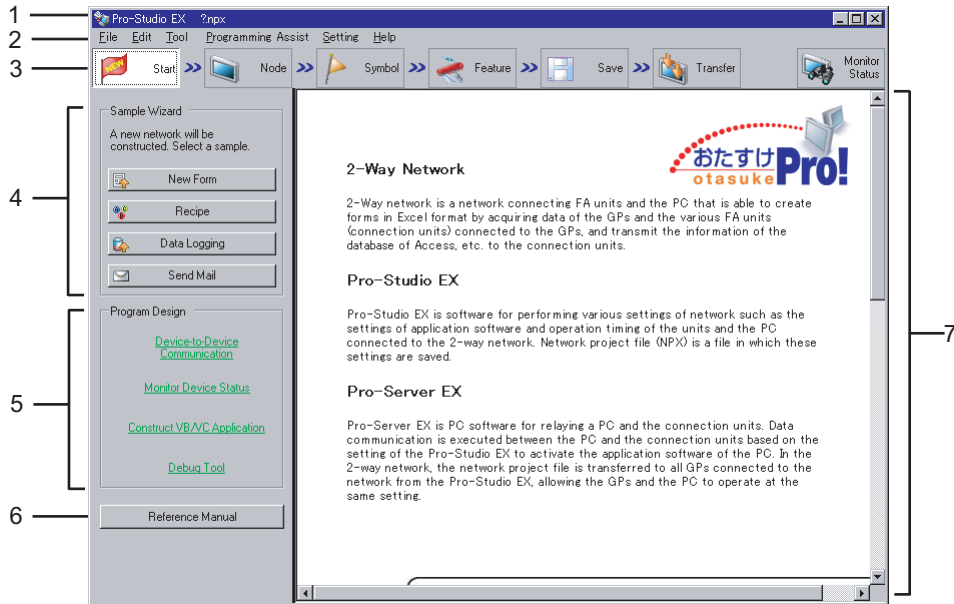 1
Pro-Studio EX ?.npx
2
File Edit Tool Programming Assist Setting Help
3
NEW
Start
Node
Symbol
Feature
Save
Transfer
Monitor
Status
4
Sample Wizard
A new network will be
constructed. Select a sample.
New Form
Recipe
Data Logging
Send Mail
5
Program Design
Device-to-Device
Communication
Monitor Device Status
Construct VB/VC Application
Debug Tool
6
Reference Manual
7
おたすけ Pro!
otasuke
2-Way Network
2-Way network is a network connecting FA units and the PC that is able to create
forms in Excel format by acquiring data of the GPs and the various FA units
(connection units) connected to the GPs, and transmit the information of the
database of Access, etc. to the connection units.
Pro-Studio EX
Pro-Studio EX is software for performing various settings of network such as the
settings of application software and operation timing of the units and the PC
connected to the 2-way network. Network project file (NPX) is a file in which these
settings are saved.
Pro-Server EX
Pro-Server EX is PC software for relaying a PC and the connection units. Data
communication is executed between the PC and the connection units based on the
setting of the Pro-Studio EX to activate the application software of the PC. In the
2-way network, the network project file is transferred to all GPs connected to the
network from the Pro-Studio EX, allowing the GPs and the PC to operate at the
same setting.